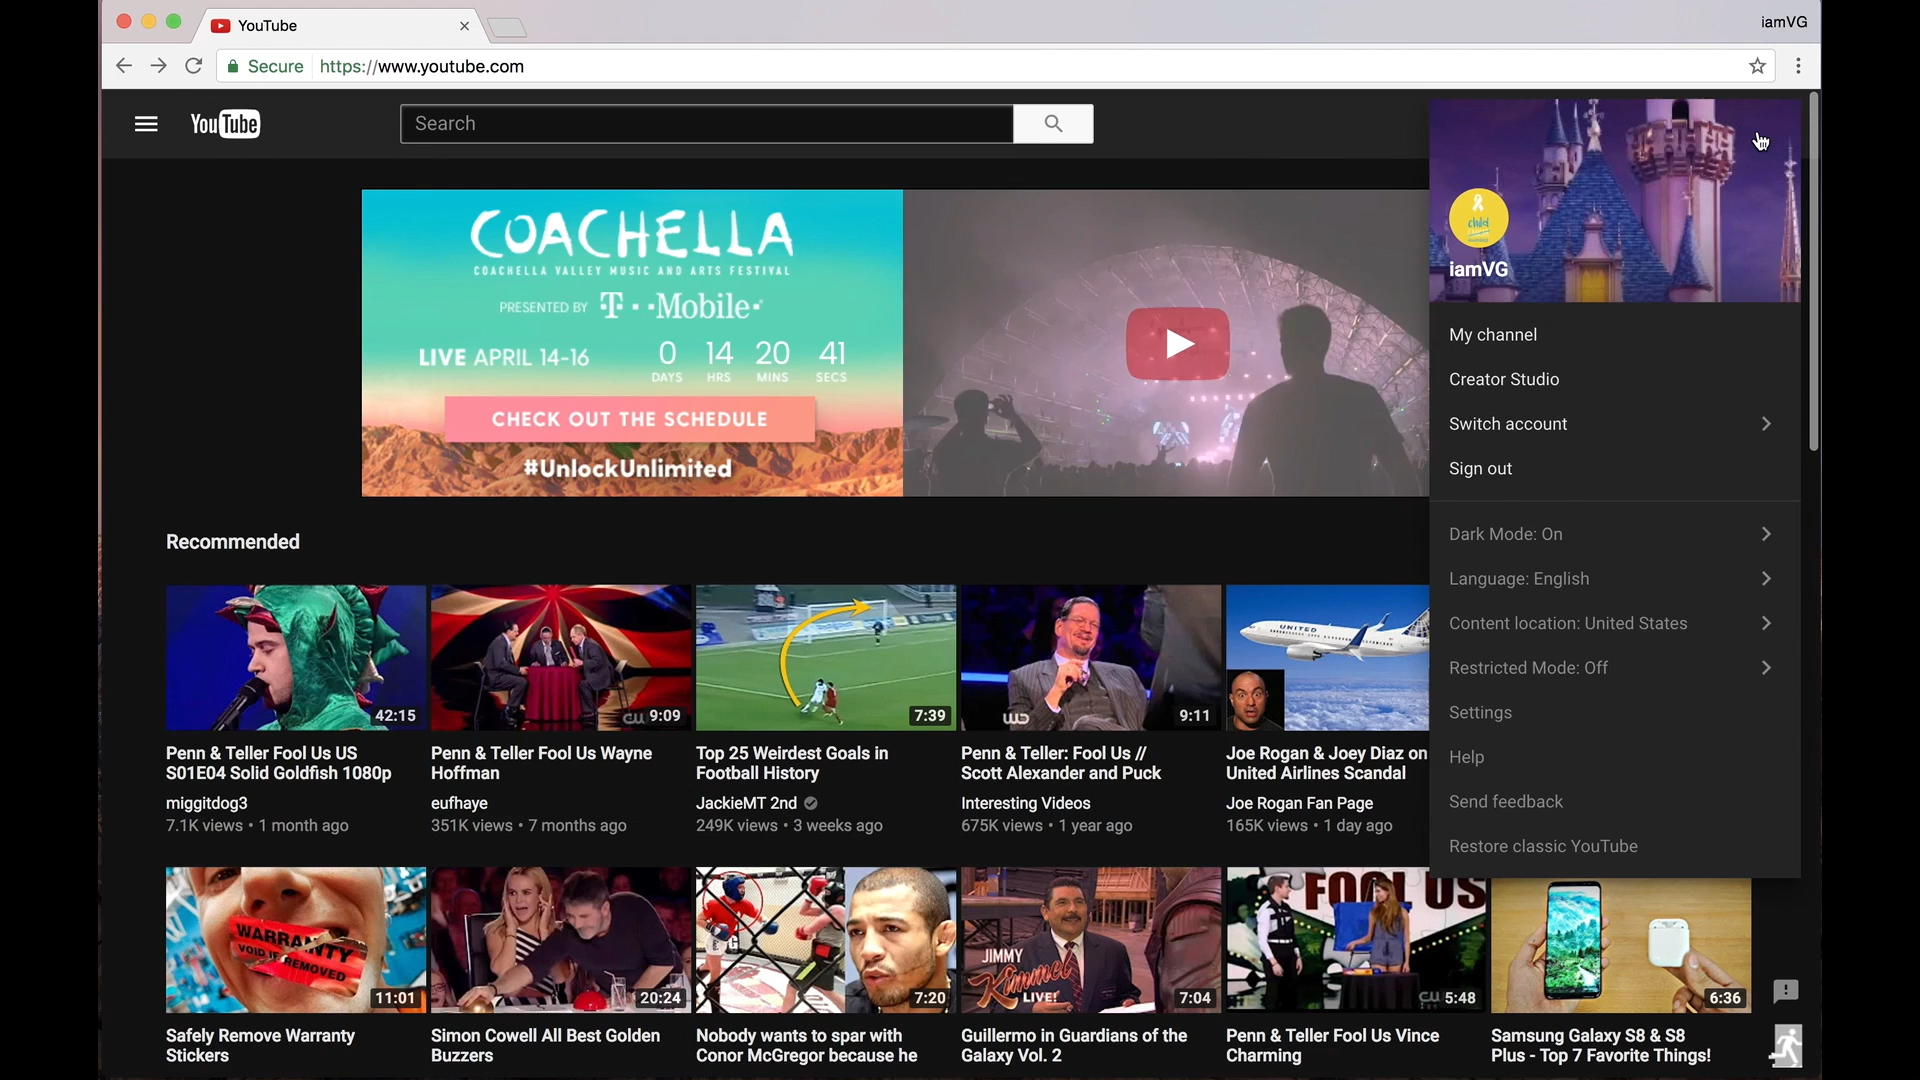 YouTube
iamVG
Secure
https://www.youtube.com
YouTube
Search
COACHELLA
COACHELLA VALLEY MUSIC AND ARTS FESTIVAL
PRESENTED BY T··Mobile·
LIVE APRIL 14-16
0 14 20 41
DAYS HRS MINS SECS
CHECK OUT THE SCHEDULE
#UnlockUnlimited
child
iamVG
My channel
Creator Studio
Switch account
Sign out
Dark Mode: On
Language: English
Content location: United States
Restricted Mode: Off
Settings
Help
Send feedback
Restore classic YouTube
Recommended
42:15
Penn & Teller Fool Us US
S01E04 Solid Goldfish 1080p
miggitdog3
7.1K views • 1 month ago
CW
9:09
Penn & Teller Fool Us Wayne
Hoffman
eufhaye
351K views • 7 months ago
7:39
Top 25 Weirdest Goals in
Football History
JackieMT 2nd
249K views • 3 weeks ago
9:11
Penn & Teller: Fool Us //
Scott Alexander and Puck
Interesting Videos
675K views • 1 year ago
UNITED
Joe Rogan & Joey Diaz on
United Airlines Scandal
Joe Rogan Fan Page
165K views • 1 day ago
WARRANTY
VOID IF REMOVED
11:01
Safely Remove Warranty
Stickers
20:24
Simon Cowell All Best Golden
Buzzers
7:20
Nobody wants to spar with
Conor McGregor because he
JIMMY
Kimmel
LIVE!
7:04
Guillermo in Guardians of the
Galaxy Vol. 2
FOOL US
CW
5:48
Penn & Teller Fool Us Vince
Charming
6:36
Samsung Galaxy S8 & S8
Plus - Top 7 Favorite Things!